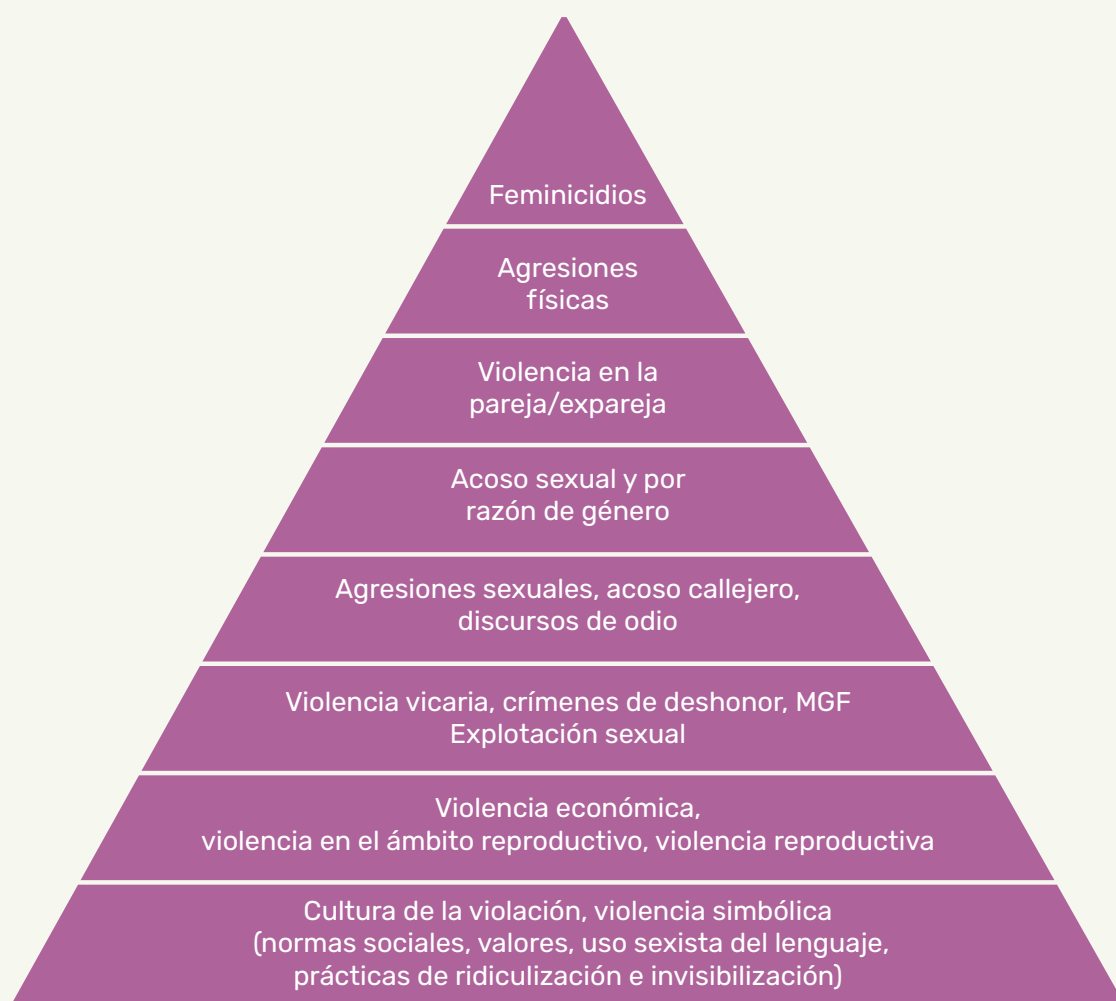 Feminicidios
Agresiones
físicas
Violencia en la
pareja/expareja
Acoso sexual y por
razón de género
Agresiones sexuales, acoso callejero,
discursos de odio
Violencia vicaria, crímenes de deshonor, MGF
Explotación sexual
Violencia económica,
violencia en el ámbito reproductivo, violencia reproductiva
Cultura de la violación, violencia simbólica
(normas sociales, valores, uso sexista del lenguaje,
prácticas de ridiculización e invisibilización)